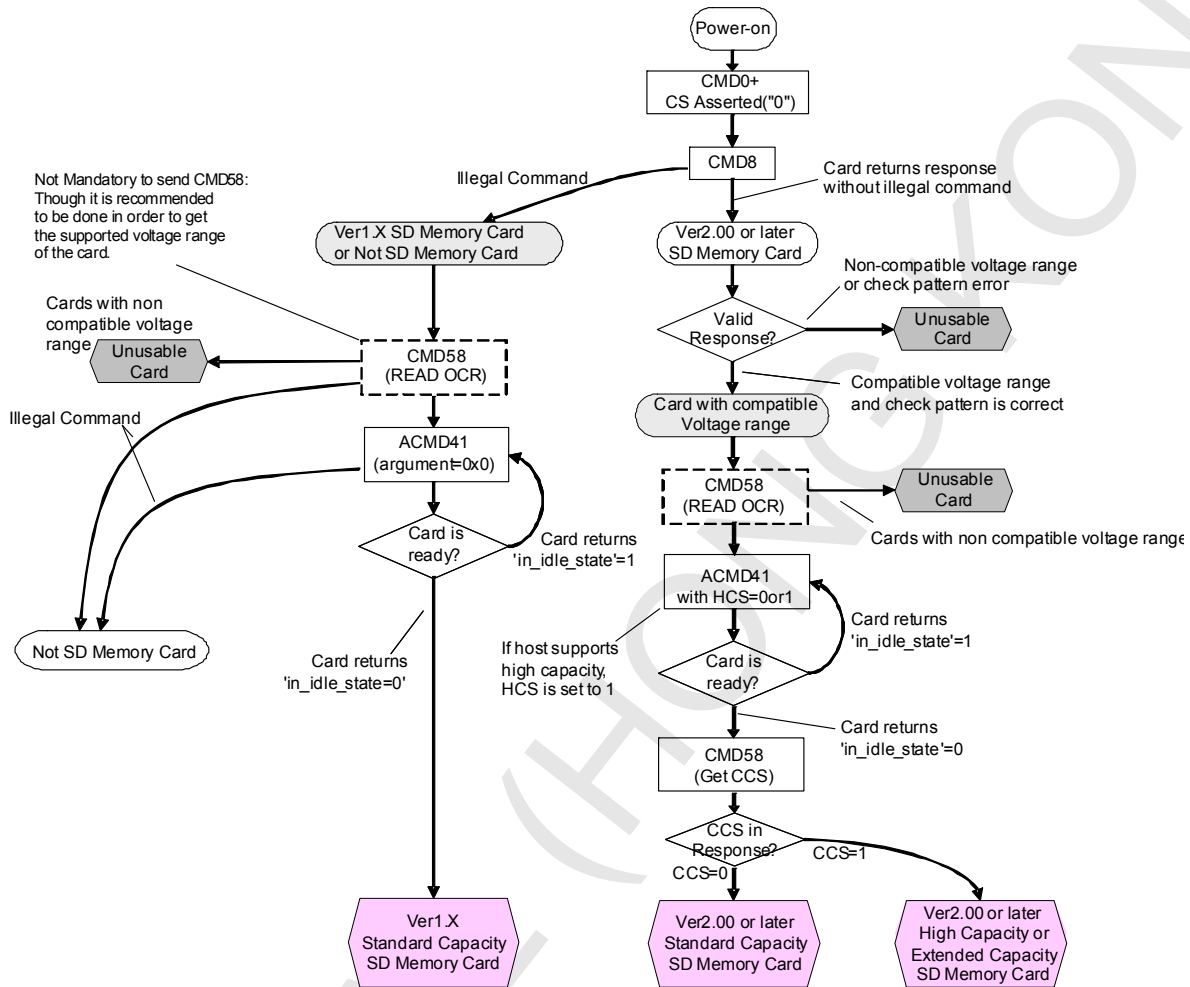 Power-on
CMD0+
CS Asserted("0")
CMD8
Illegal Command
Card returns response
without illegal command
Not Mandatory to send CMD58:
Though it is recommended
to be done in order to get
the supported voltage range
of the card.
Ver1.X SD Memory Card
or Not SD Memory Card
Ver2.00 or later
SD Memory Card
Non-compatible voltage range
or check pattern error
Valid
Response?
Unusable
Card
Cards with non
compatible voltage
range
Unusable
Card
CMD58
(READ OCR)
Compatible voltage range
and check pattern is correct
Card with compatible
Voltage range
Illegal Command
ACMD41
(argument=0x0)
CMD58
(READ OCR)
Unusable
Card
Cards with non compatible voltage range
Card is
ready?
Card returns
'in_idle_state'=1
ACMD41
with HCS=0or1
Card returns
'in_idle_state'=1
If host supports
high capacity,
HCS is set to 1
Card is
ready?
Not SD Memory Card
Card returns
'in_idle_state=0'
Card returns
'in_idle_state'=0
CMD58
(Get CCS)
CCS in
Response?
CCS=0
CCS=1
Ver1.X
Standard Capacity
SD Memory Card
Ver2.00 or later
Standard Capacity
SD Memory Card
Ver2.00 or later
High Capacity or
Extended Capacity
SD Memory Card
(HONG KON